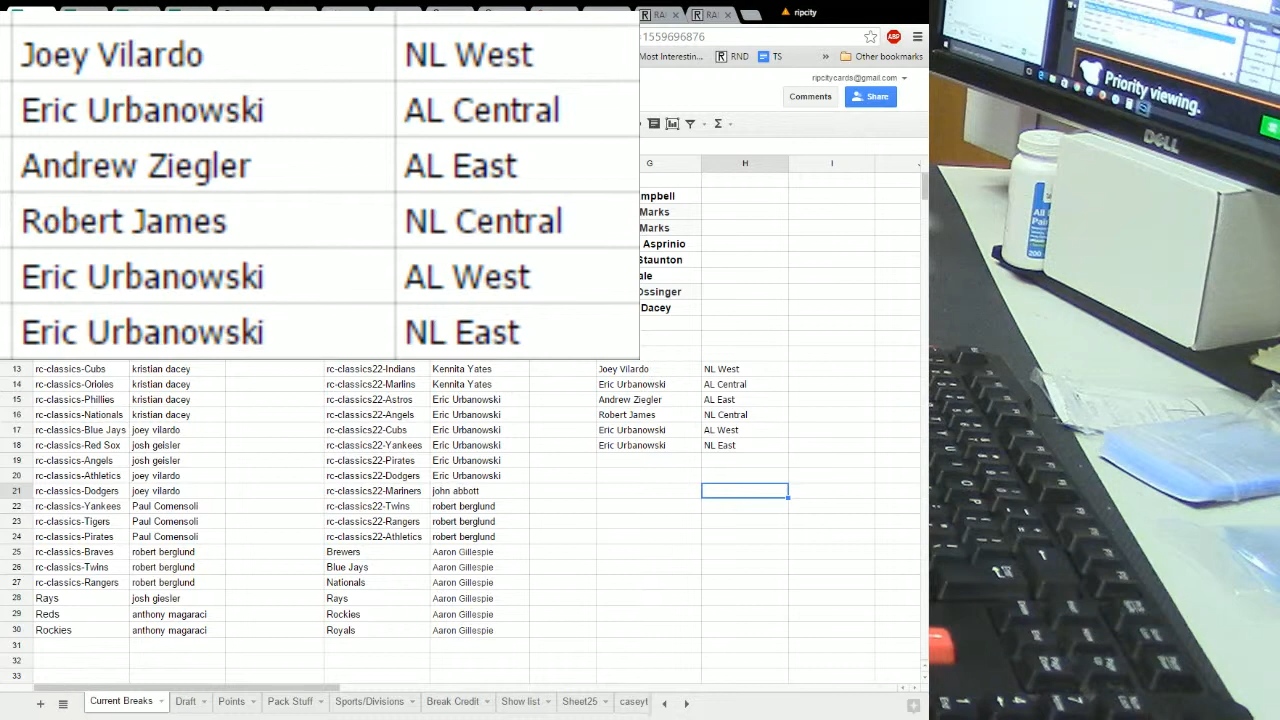 RA
RA
ripcity
1559696876
ABP
Most Interestin...
RND
TS
»
Other bookmarks
ripcitycards@gmail.com
Comments
Share
Σ
Joey Vilardo NL West
Eric Urbanowski AL Central
Andrew Ziegler AL East
Robert James NL Central
Eric Urbanowski AL West
Eric Urbanowski NL East
G H I
mpbell
Marks
Marks
Asprinio
Staunton
ale
Ossinger
Dacey
13 rc-classics-Cubs kristian dacey rc-classics22-Indians Kennita Yates Joey Vilardo NL West
14 rc-classics-Orioles kristian dacey rc-classics22-Marlins Kennita Yates Eric Urbanowski AL Central
15 rc-classics-Phillies kristian dacey rc-classics22-Astros Eric Urbanowski Andrew Ziegler AL East
16 rc-classics-Nationals kristian dacey rc-classics22-Angels Eric Urbanowski Robert James NL Central
17 rc-classics-Blue Jays joey vilardo rc-classics22-Cubs Eric Urbanowski Eric Urbanowski AL West
18 rc-classics-Red Sox josh geisler rc-classics22-Yankees Eric Urbanowski Eric Urbanowski NL East
19 rc-classics-Angels josh geisler rc-classics22-Pirates Eric Urbanowski
20 rc-classics-Athletics joey vilardo rc-classics22-Dodgers Eric Urbanowski
21 rc-classics-Dodgers joey vilardo rc-classics22-Mariners john abbott
22 rc-classics-Yankees Paul Comensoli rc-classics22-Twins robert berglund
23 rc-classics-Tigers Paul Comensoli rc-classics22-Rangers robert berglund
24 rc-classics-Pirates Paul Comensoli rc-classics22-Athletics robert berglund
25 rc-classics-Braves robert berglund Brewers Aaron Gillespie
26 rc-classics-Twins robert berglund Blue Jays Aaron Gillespie
27 rc-classics-Rangers robert berglund Nationals Aaron Gillespie
28 Rays josh giesler Rays Aaron Gillespie
29 Reds anthony magaraci Rockies Aaron Gillespie
30 Rockies anthony magaraci Royals Aaron Gillespie
31
32
33
Current Breaks Draft Points Pack Stuff Sports/Divisions Break Credit Show list Sheet25 caseyt
Priority viewing.
DELL
All
Pain
200